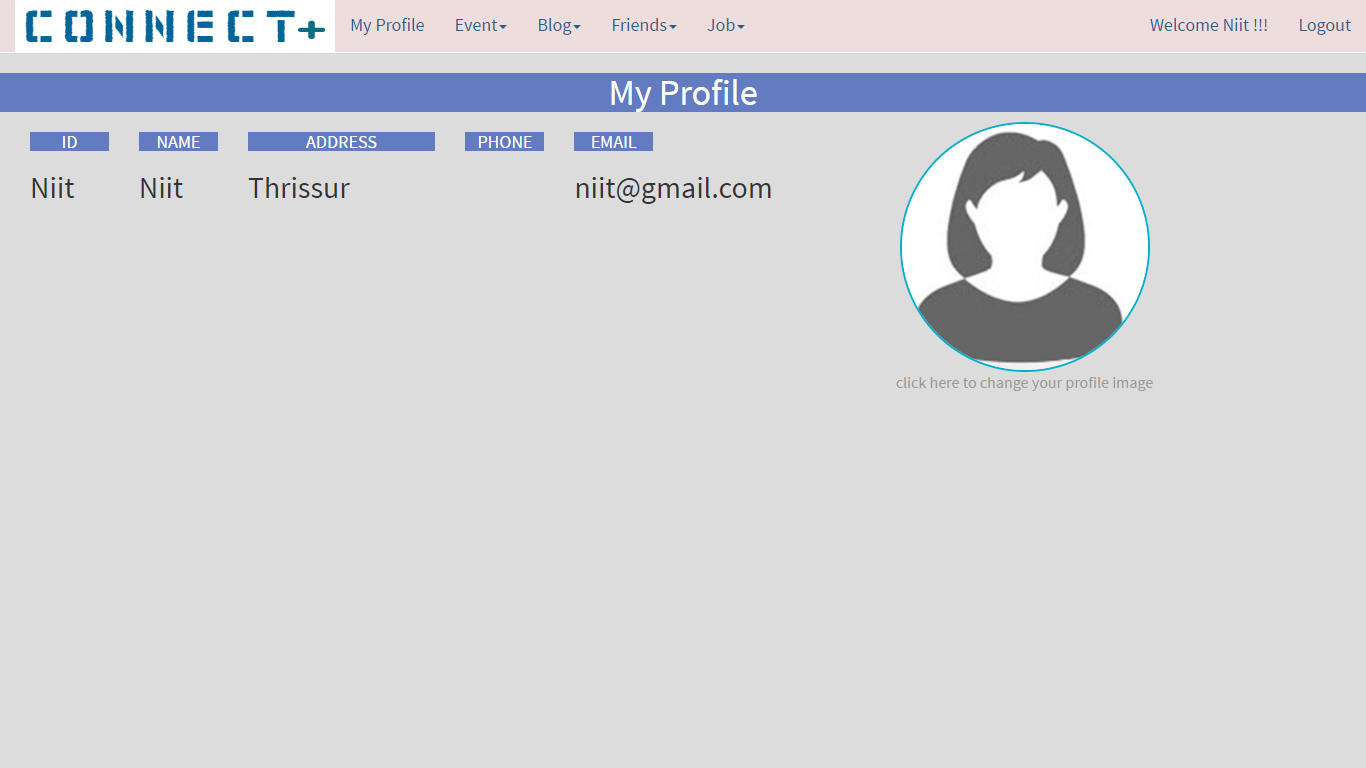 CONNECT+ My Profile Event Blog Friends Job Welcome Niit !!! Logout
My Profile
ID NAME ADDRESS PHONE EMAIL
Niit Niit Thrissur niit@gmail.com
click here to change your profile image